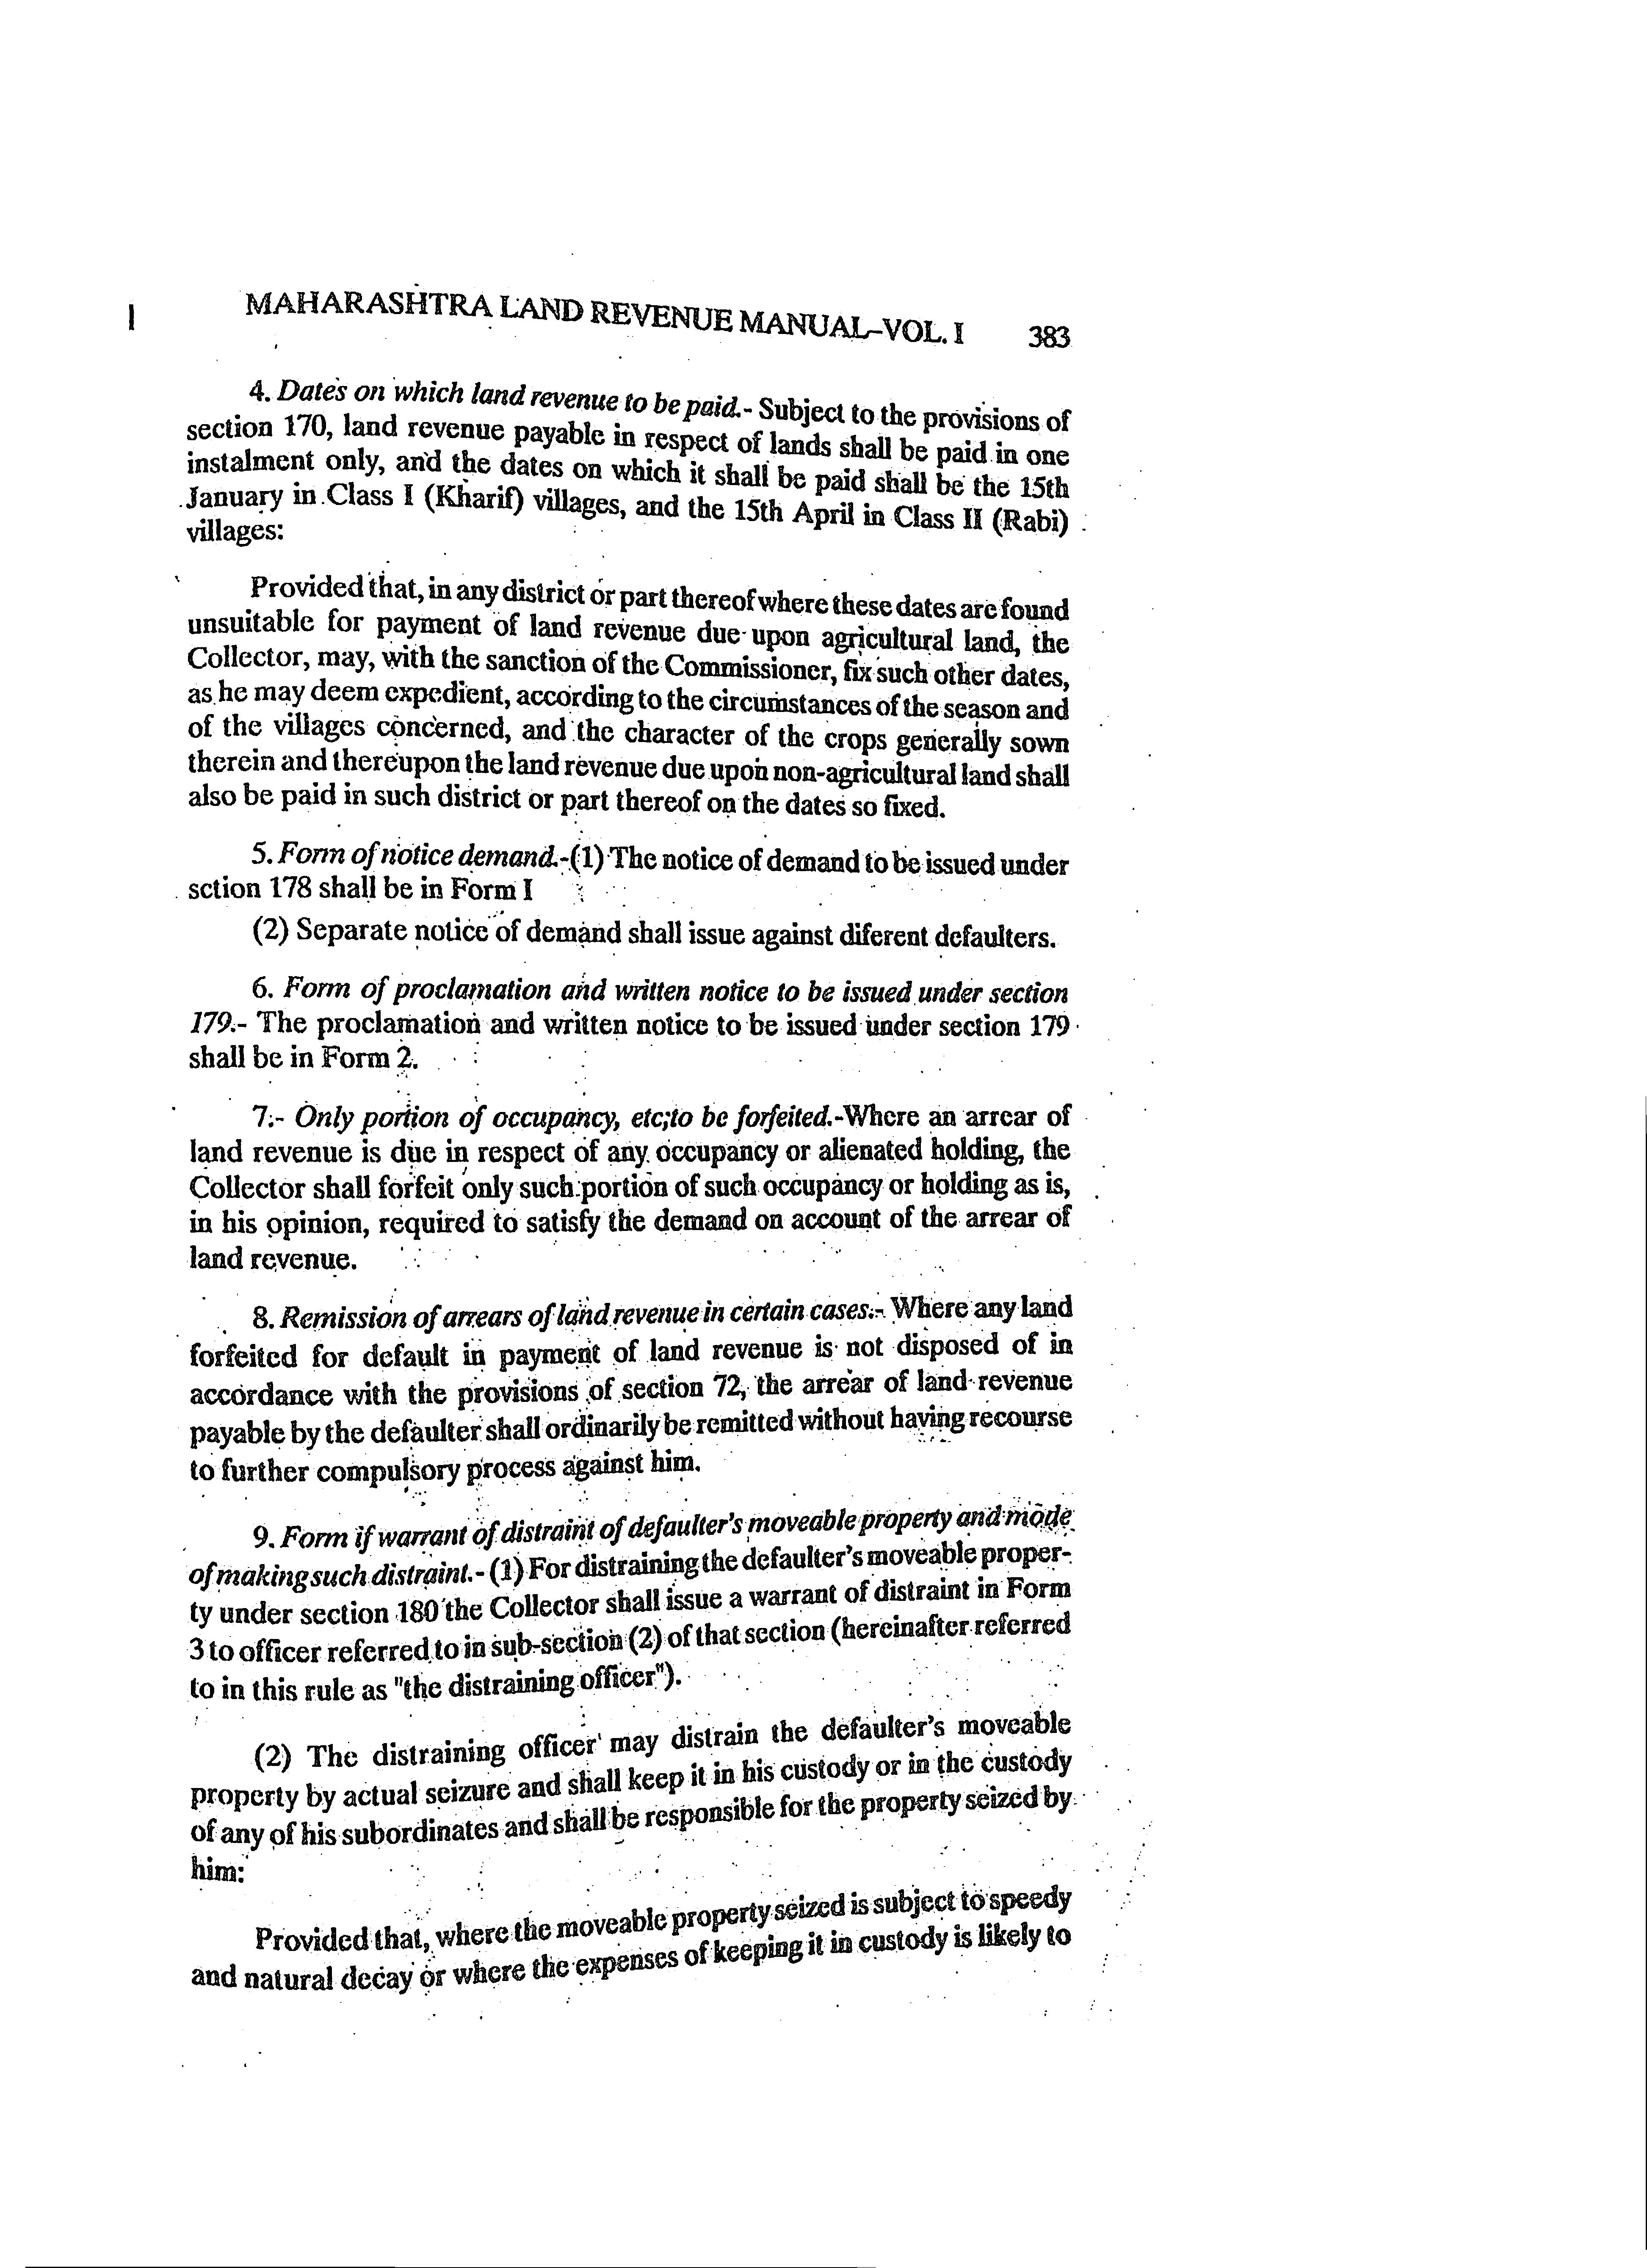 MAHARASHTRA LAND REVENUE MANUAL–VOL. I 383
4. Dates on which land revenue to be paid.- Subject to the provisions of
section 170, land revenue payable in respect of lands shall be paid in one
instalment only, and the dates on which it shall be paid shall be the 15th
January in Class I (Kharif) villages, and the 15th April in Class II (Rabi)
villages:
Provided that, in any district or part thereof where these dates are found
unsuitable for payment of land revenue due upon agricultural land, the
Collector, may, with the sanction of the Commissioner, fix such other dates,
as he may deem expedient, according to the circumstances of the season and
of the villages concerned, and the character of the crops generally sown
therein and thereupon the land revenue due upon non-agricultural land shall
also be paid in such district or part thereof on the dates so fixed.
5. Form of notice demand.-(1) The notice of demand to be issued under
sction 178 shall be in Form I
(2) Separate notice of demand shall issue against diferent defaulters.
6. Form of proclamation and written notice to be issued under section
179.- The proclamation and written notice to be issued under section 179
shall be in Form 2.
7.- Only portion of occupancy, etc;to be forfeited.-Where an arrear of
land revenue is due in respect of any occupancy or alienated holding, the
Collector shall forfeit only such portion of such occupancy or holding as is,
in his opinion, required to satisfy the demand on account of the arrear of
land revenue.
8. Remission of arrears of land revenue in certain cases.- Where any land
forfeited for default in payment of land revenue is not disposed of in
accordance with the provisions of section 72, the arrear of land revenue
payable by the defaulter shall ordinarily be remitted without having recourse
to further compulsory process against him.
9. Form if warrant of distraint of defaulter's moveable property and mode
of making such distraint.- (1) For distraining the defaulter's moveable proper-
ty under section 180 the Collector shall issue a warrant of distraint in Form
3 to officer referred to in sub-section (2) of that section (hereinafter referred
to in this rule as "the distraining officer").
(2) The distraining officer may distrain the defaulter's moveable
property by actual seizure and shall keep it in his custody or in the custody
of any of his subordinates and shall be responsible for the property seized by
him:
Provided that, where the moveable property seized is subject to speedy
and natural decay or where the expenses of keeping it in custody is likely to